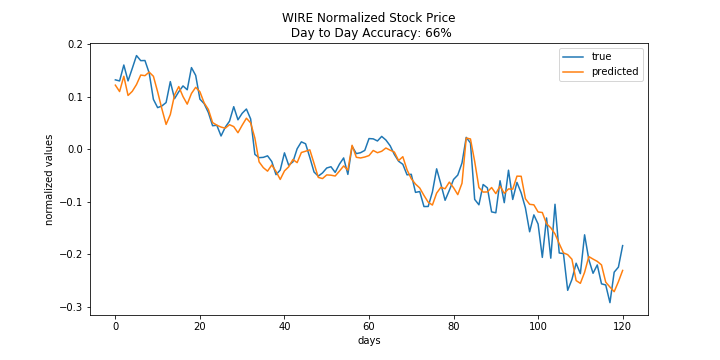 WIRE Normalized Stock Price
Day to Day Accuracy: 66%
true
predicted
normalized values
0.2
0.1
0.0
−0.1
−0.2
−0.3
0 20 40 60 80 100 120
days